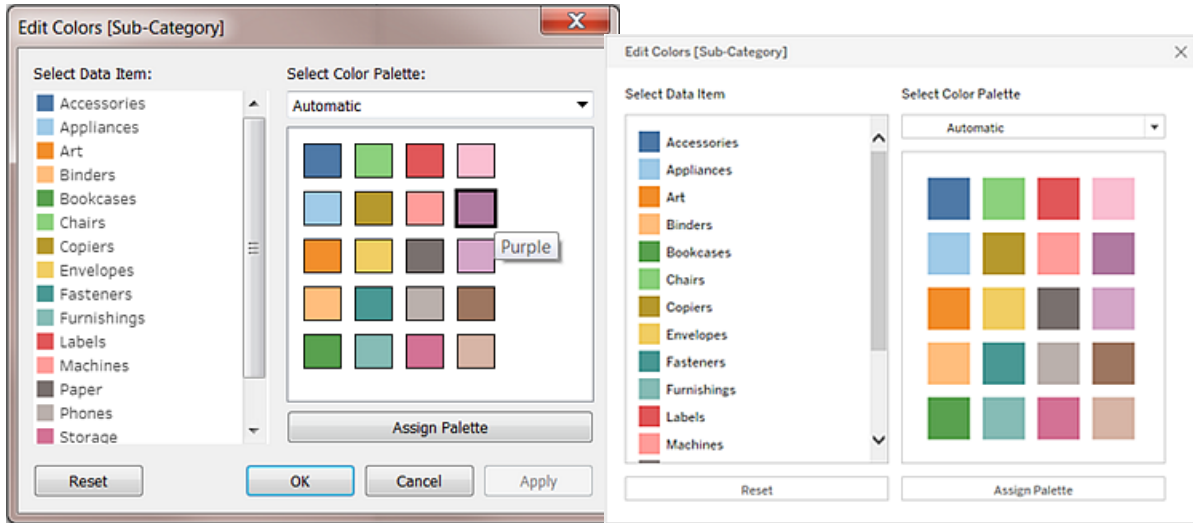 Edit Colors [Sub-Category]
Select Data Item:
Select Color Palette:
Accessories
Appliances
Art
Binders
Bookcases
Chairs
Copiers
Envelopes
Fasteners
Furnishings
Labels
Machines
Paper
Phones
Storage
Automatic
Purple
Assign Palette
Reset
OK
Cancel
Apply
Edit Colors [Sub-Category]
Select Data Item
Select Color Palette
Accessories
Appliances
Art
Binders
Bookcases
Chairs
Copiers
Envelopes
Fasteners
Furnishings
Labels
Machines
Automatic
Reset
Assign Palette